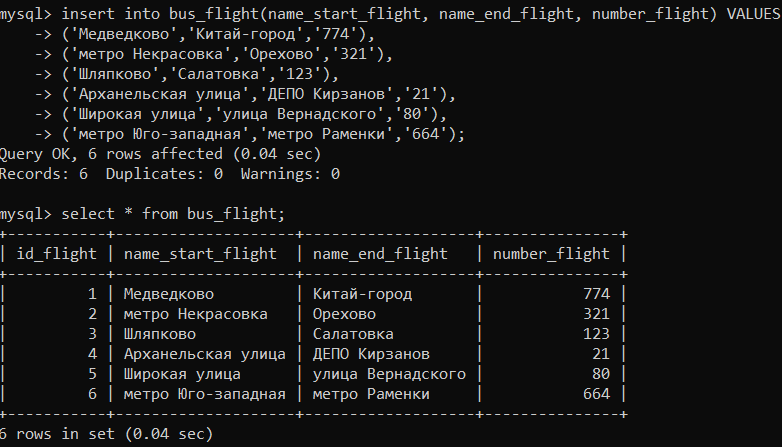 mysql> insert into bus_flight(name_start_flight, name_end_flight, number_flight) VALUES
-> ('Медведково','Китай-город','774'),
-> ('метро Некрасовка','Орехово','321'),
-> ('Шляпково','Салатовка','123'),
-> ('Арханельская улица','ДЕПО Кирзанов','21'),
-> ('Широкая улица','улица Вернадского','80'),
-> ('метро Юго-западная','метро Раменки','664');
Query OK, 6 rows affected (0.04 sec)
Records: 6  Duplicates: 0  Warnings: 0
mysql> select * from bus_flight;
+-----------+--------------------+-------------------+---------------+
| id_flight | name_start_flight  | name_end_flight   | number_flight |
+-----------+--------------------+-------------------+---------------+
|         1 | Медведково         | Китай-город       |           774 |
|         2 | метро Некрасовка   | Орехово           |           321 |
|         3 | Шляпково           | Салатовка         |           123 |
|         4 | Арханельская улица | ДЕПО Кирзанов     |            21 |
|         5 | Широкая улица      | улица Вернадского |            80 |
|         6 | метро Юго-западная | метро Раменки     |           664 |
+-----------+--------------------+-------------------+---------------+
6 rows in set (0.04 sec)